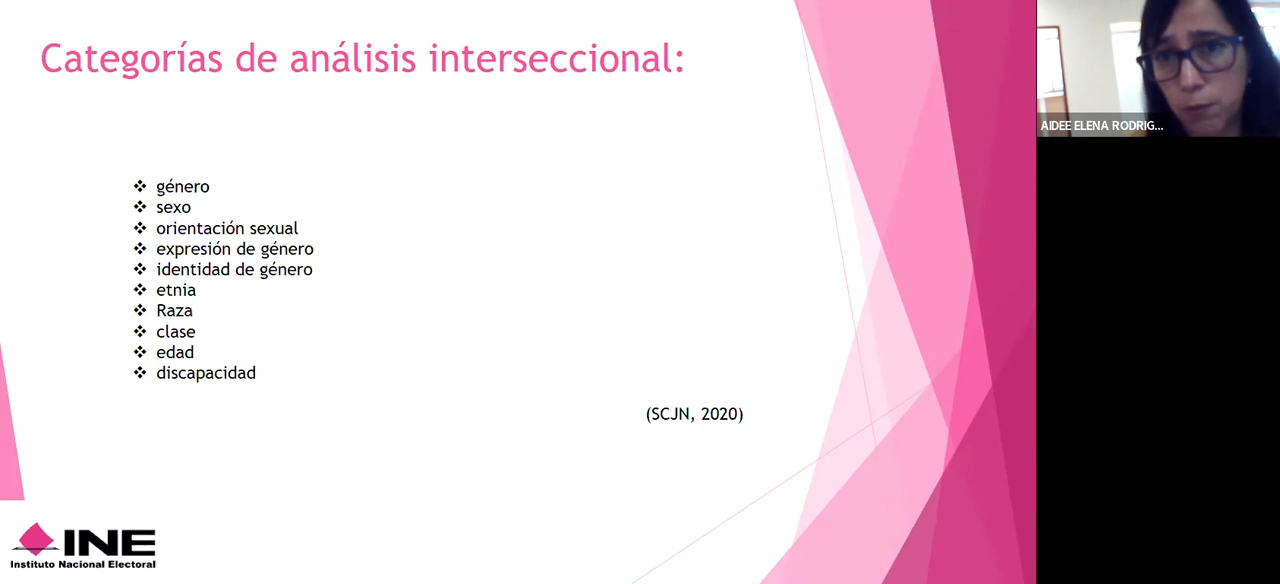 Categorías de análisis interseccional:
❖ género
❖ sexo
❖ orientación sexual
❖ expresión de género
❖ identidad de género
❖ etnia
❖ Raza
❖ clase
❖ edad
❖ discapacidad
(SCJN, 2020)
INE
Instituto Nacional Electoral
AIDEE ELENA RODRIG...